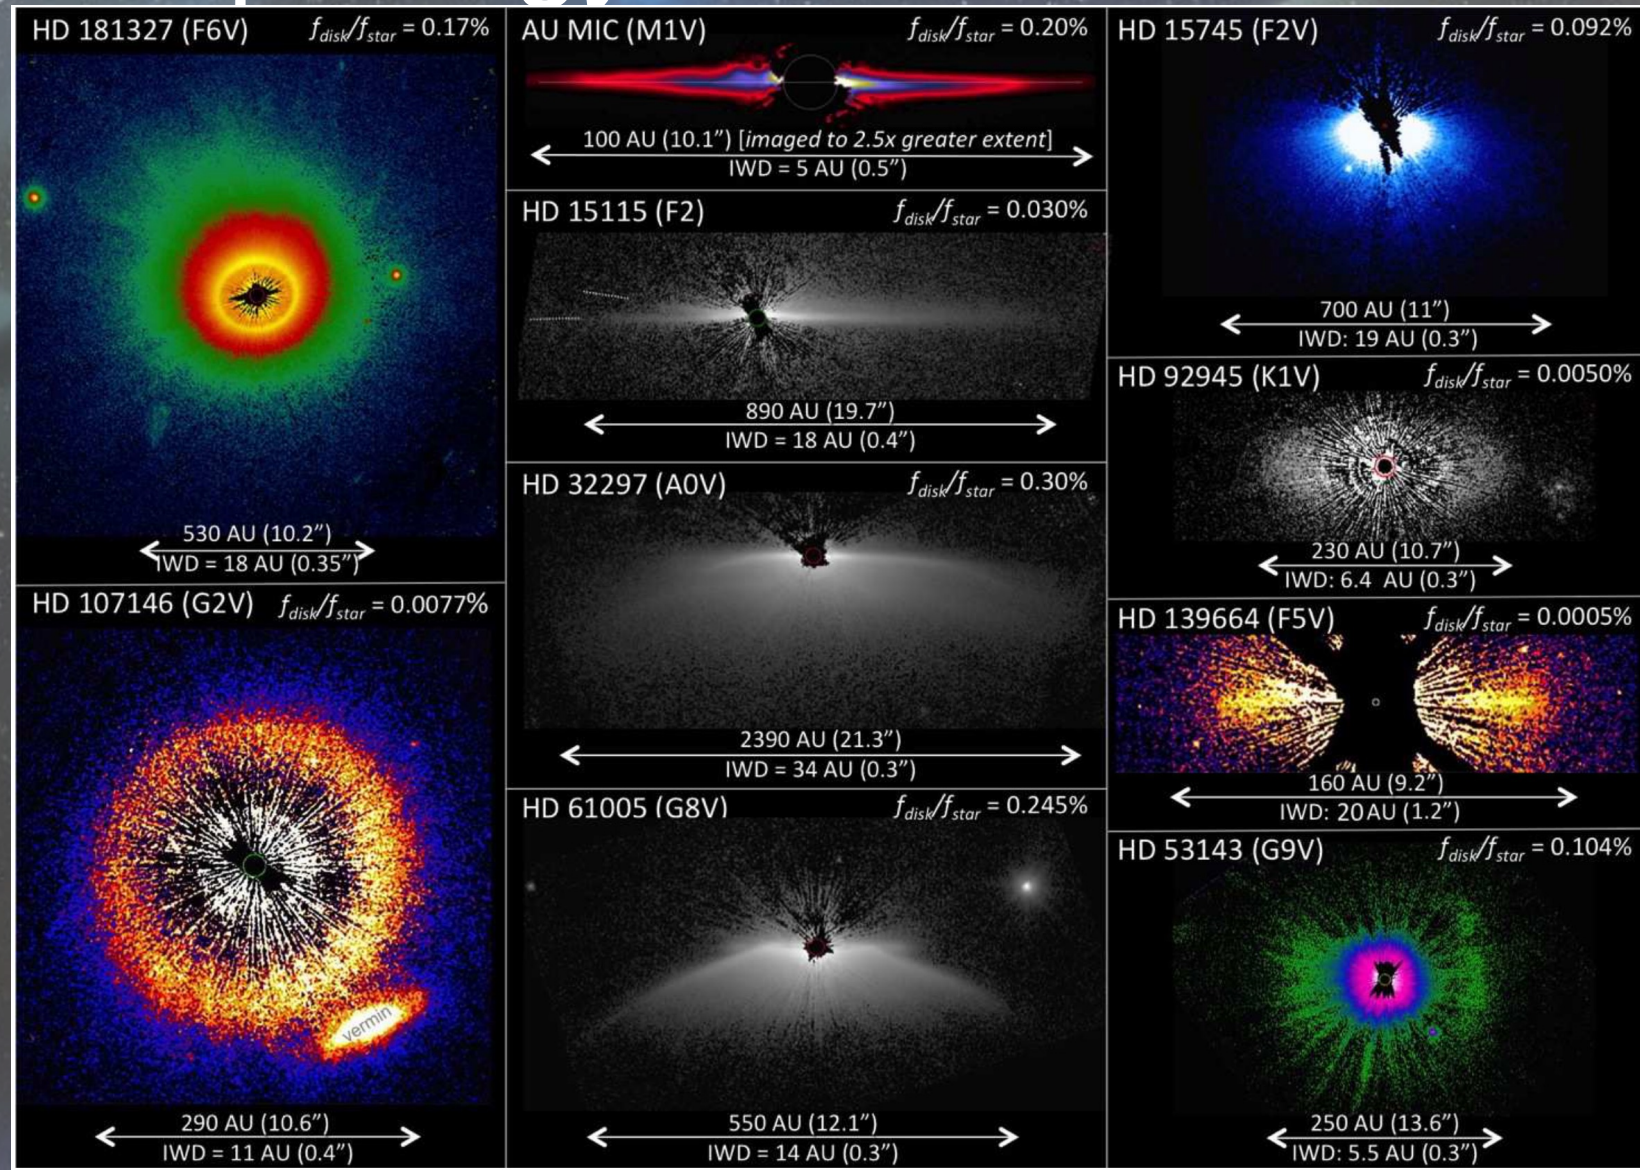 HD 181327 (F6V) f_disk/f_star = 0.17%
530 AU (10.2”)
IWD = 18 AU (0.35”)
HD 107146 (G2V) f_disk/f_star = 0.0077%
vermin
290 AU (10.6”)
IWD = 11 AU (0.4”)
AU MIC (M1V) f_disk/f_star = 0.20%
100 AU (10.1”) [imaged to 2.5x greater extent]
IWD = 5 AU (0.5”)
HD 15115 (F2) f_disk/f_star = 0.030%
890 AU (19.7”)
IWD = 18 AU (0.4”)
HD 32297 (A0V) f_disk/f_star = 0.30%
2390 AU (21.3”)
IWD = 34 AU (0.3”)
HD 61005 (G8V) f_disk/f_star = 0.245%
550 AU (12.1”)
IWD = 14 AU (0.3”)
HD 15745 (F2V) f_disk/f_star = 0.092%
700 AU (11”)
IWD: 19 AU (0.3”)
HD 92945 (K1V) f_disk/f_star = 0.0050%
230 AU (10.7”)
IWD: 6.4 AU (0.3”)
HD 139664 (F5V) f_disk/f_star = 0.0005%
160 AU (9.2”)
IWD: 20 AU (1.2”)
HD 53143 (G9V) f_disk/f_star = 0.104%
250 AU (13.6”)
IWD: 5.5 AU (0.3”)